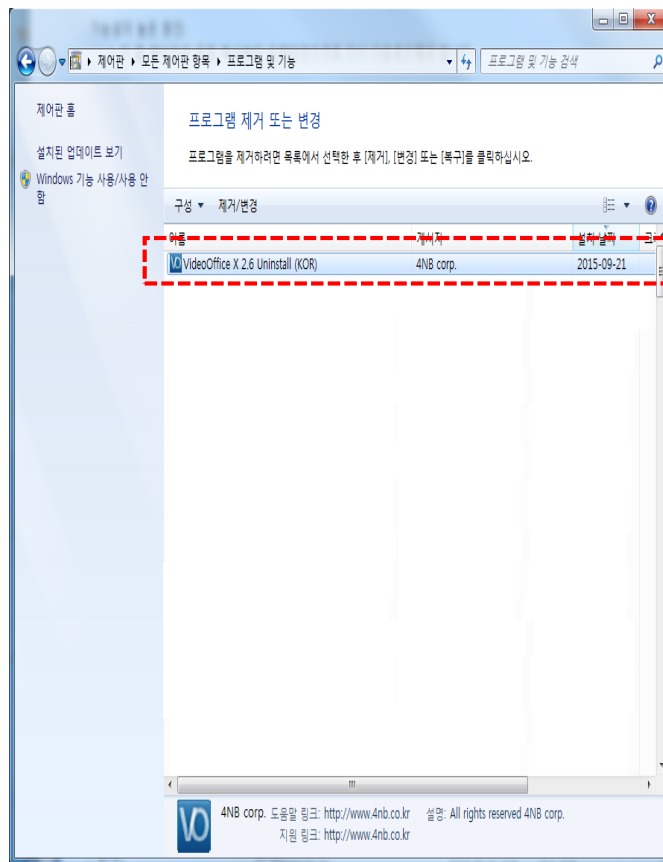 제어판 ▸ 모든 제어판 항목 ▸ 프로그램 및 기능
프로그램 및 기능 검색
제어판 홈
설치된 업데이트 보기
Windows 기능 사용/사용 안
함
프로그램 제거 또는 변경
프로그램을 제거하려면 목록에서 선택한 후 [제거], [변경] 또는 [복구]를 클릭하십시오.
구성 제거/변경
이름 게시자 설치 날짜
VideoOffice X 2.6 Uninstall (KOR) 4NB corp. 2015-09-21
VO
4NB corp. 도움말 링크: http://www.4nb.co.kr 설명: All rights reserved 4NB corp.
지원 링크: http://www.4nb.co.kr